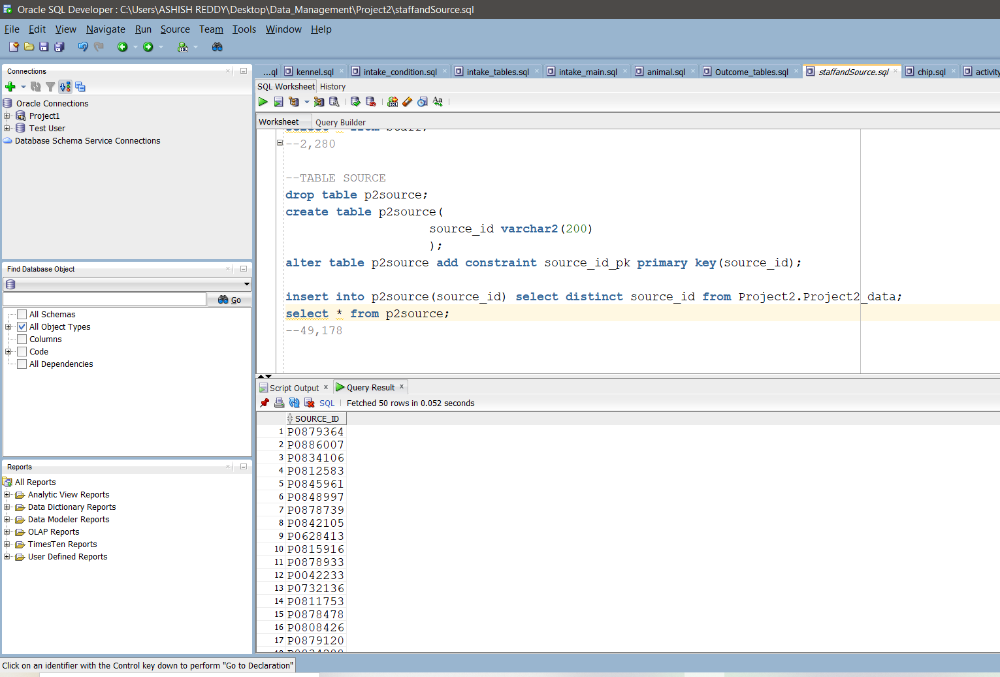 Oracle SQL Developer : C:\Users\ASHISH REDDY\Desktop\Data_Management\Project2\staffandSource.sql
File Edit View Navigate Run Source Team Tools Window Help
Connections
Oracle Connections
Project1
Test User
Database Schema Service Connections
Find Database Object
Go
All Schemas
All Object Types
Columns
Code
All Dependencies
Reports
All Reports
Analytic View Reports
Data Dictionary Reports
Data Modeler Reports
OLAP Reports
TimesTen Reports
User Defined Reports
...ql kennel.sql intake_condition.sql intake_tables.sql intake_main.sql animal.sql Outcome_tables.sql staffandSource.sql chip.sql activity
SQL Worksheet History
Worksheet Query Builder
--2,280
--TABLE SOURCE
drop table p2source;
create table p2source(
source_id varchar2(200)
);
alter table p2source add constraint source_id_pk primary key(source_id);
insert into p2source(source_id) select distinct source_id from Project2.Project2_data;
select * from p2source;
--49,178
Script Output Query Result
SQL Fetched 50 rows in 0.052 seconds
SOURCE_ID
1 P0879364
2 P0886007
3 P0834106
4 P0812583
5 P0845961
6 P0848997
7 P0878739
8 P0842105
9 P0628413
10 P0815916
11 P0878933
12 P0042233
13 P0732136
14 P0811753
15 P0878478
16 P0808426
17 P0879120
Click on an identifier with the Control key down to perform "Go to Declaration"